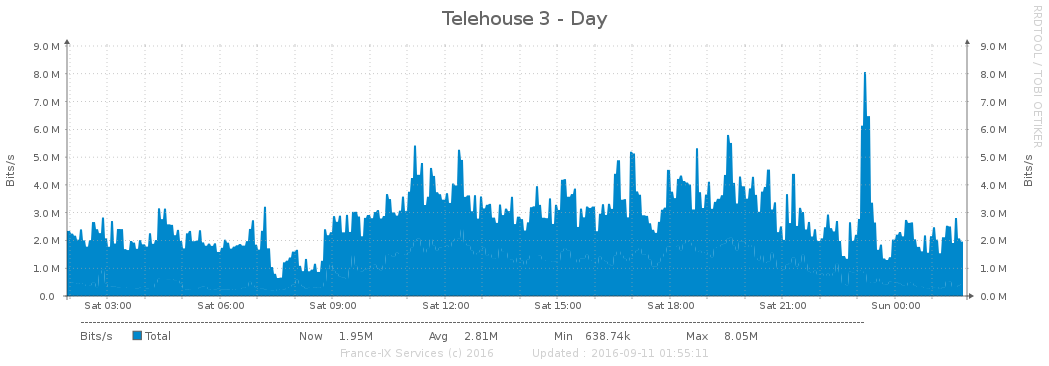 Telehouse 3 - Day
RRDTOOL / TOBI OETIKER
9.0 M 9.0 M
8.0 M 8.0 M
7.0 M 7.0 M
6.0 M 6.0 M
5.0 M 5.0 M
4.0 M 4.0 M
3.0 M 3.0 M
2.0 M 2.0 M
1.0 M 1.0 M
0.0 0.0 M
Bits/s Bits/s
Sat 03:00 Sat 06:00 Sat 09:00 Sat 12:00 Sat 15:00 Sat 18:00 Sat 21:00 Sun 00:00
Bits/s Total Now 1.95M Avg 2.81M Min 638.74k Max 8.05M
France-IX Services (c) 2016 Updated : 2016-09-11 01:55:11